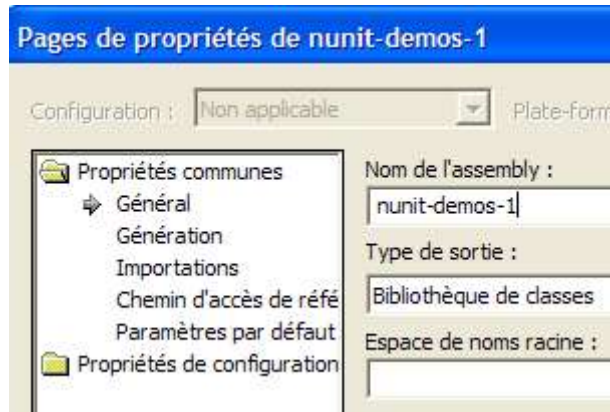 Pages de propriétés de nunit-demos-1
Configuration : Non applicable Plate-form
Propriétés communes
Général
Génération
Importations
Chemin d'accès de réfé
Paramètres par défaut
Propriétés de configuration
Nom de l'assembly :
nunit-demos-1
Type de sortie :
Bibliothèque de classes
Espace de noms racine :